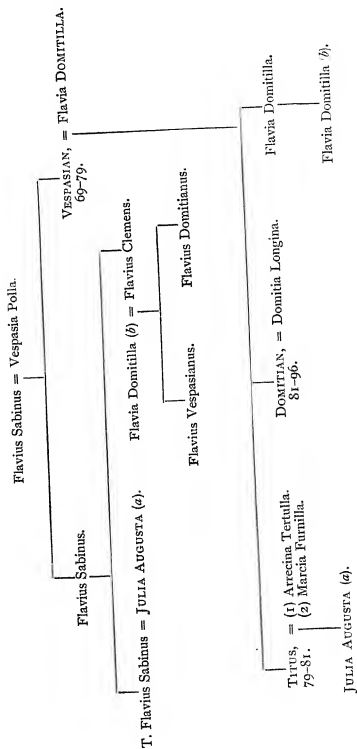 Flavius Sabinus = Vespasia Polla.
Flavius Sabinus.
VESPASIAN, = Flavia DOMITILLA.
69–79.
T. Flavius Sabinus = JULIA AUGUSTA (a).
Flavia Domitilla (b) = Flavius Clemens.
Flavius Vespasianus.
Flavius Domitianus.
TITUS, = (1) Arrecina Tertulla.
79–81. (2) Marcia Furnilla.
DOMITIAN, = Domitia Longina.
81–96.
Flavia Domitilla.
JULIA AUGUSTA (a).
Flavia Domitilla (b).